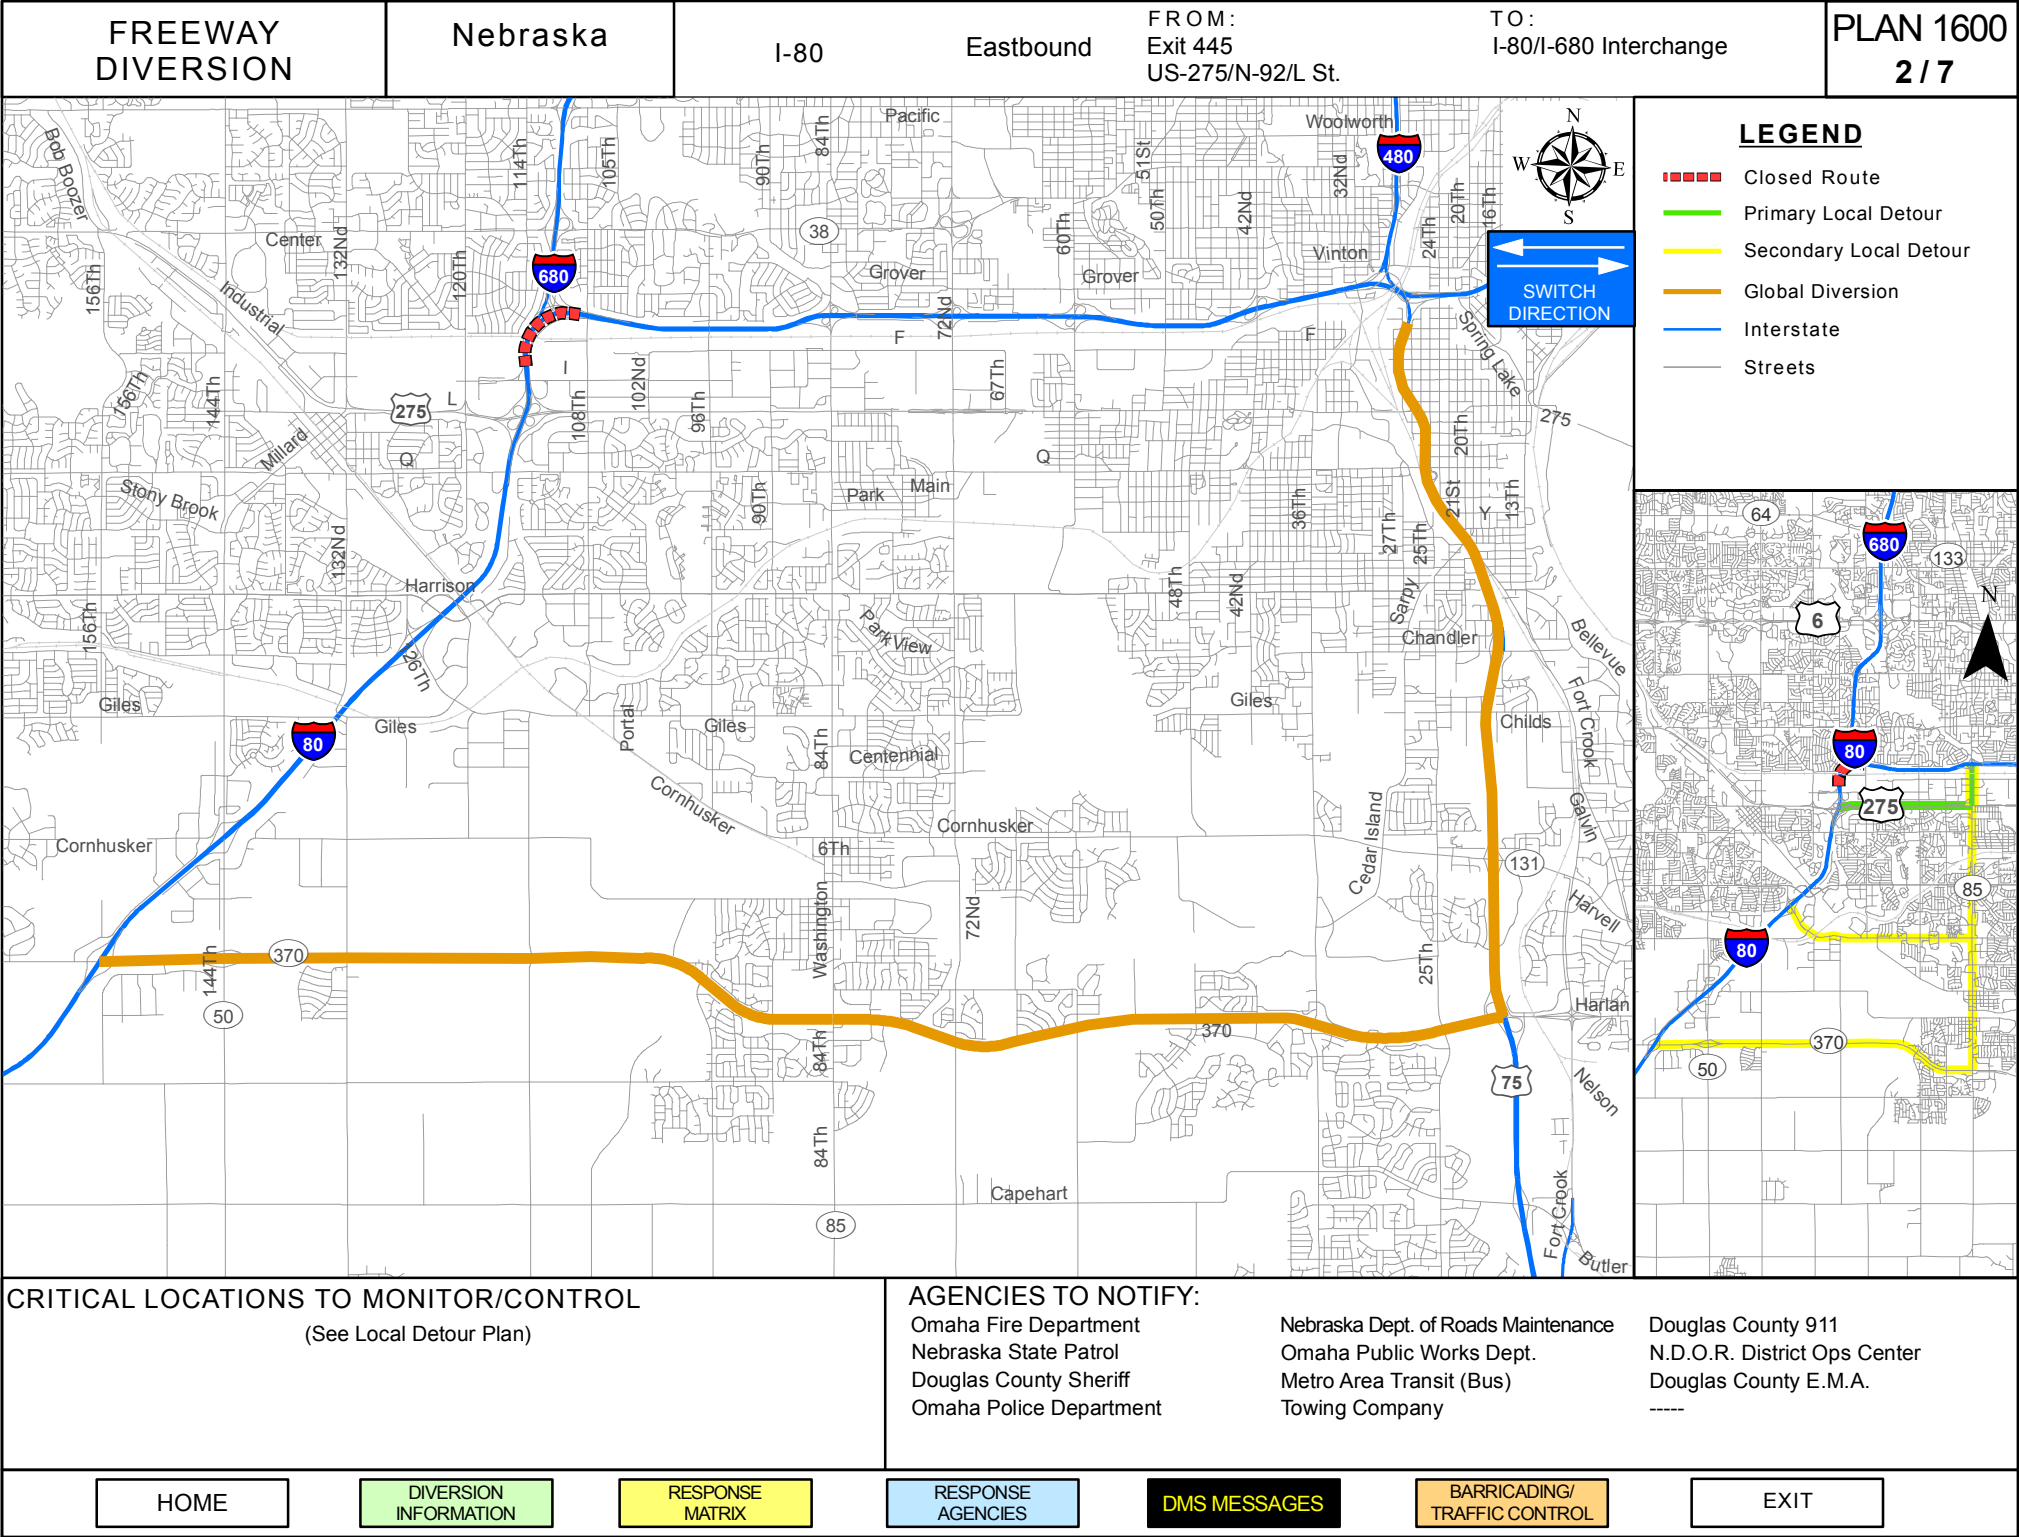 FREEWAY
DIVERSION
Nebraska
I-80
Eastbound
FROM:
Exit 445
US-275/N-92/L St.
TO:
I-80/I-680 Interchange
PLAN 1600
2 / 7
Bob Boozer
114Th
105Th
90Th
84Th
Pacific
51St
50Th
Woolworth
480
32Nd
42Nd
20Th
16Th
24Th
N
W
E
S
Center
132Nd
120Th
156Th
38
60Th
Grover
Grover
Vinton
680
Industrial
72Nd
SWITCH
DIRECTION
F
F
Spring Lake
I
102Nd
67Th
156Th
144Th
275
L
108Th
96Th
275
20Th
Millard
Q
Q
Stony Brook
Park
Main
90Th
36Th
21St
Y
13Th
27Th
25Th
132Nd
Harrison
48Th
42Nd
Sarpy
156Th
Park View
Chandler
Bellevue
26Th
Giles
Giles
Giles
Giles
Portal
Fort Crook
Childs
80
84Th
Centennial
Cornhusker
Cornhusker
Cornhusker
6Th
Cedar Island
Galvin
131
Washington
72Nd
Harvell
144Th
370
25Th
50
Harlan
370
84Th
75
Nelson
84Th
Capehart
85
Fort Crook
Butler
LEGEND
Closed Route
Primary Local Detour
Secondary Local Detour
Global Diversion
Interstate
Streets
64
680
133
6
N
80
275
85
80
370
50
CRITICAL LOCATIONS TO MONITOR/CONTROL
(See Local Detour Plan)
AGENCIES TO NOTIFY:
Omaha Fire Department
Nebraska State Patrol
Douglas County Sheriff
Omaha Police Department
Nebraska Dept. of Roads Maintenance
Omaha Public Works Dept.
Metro Area Transit (Bus)
Towing Company
Douglas County 911
N.D.O.R. District Ops Center
Douglas County E.M.A.
-----
HOME
DIVERSION
INFORMATION
RESPONSE
MATRIX
RESPONSE
AGENCIES
DMS MESSAGES
BARRICADING/
TRAFFIC CONTROL
EXIT